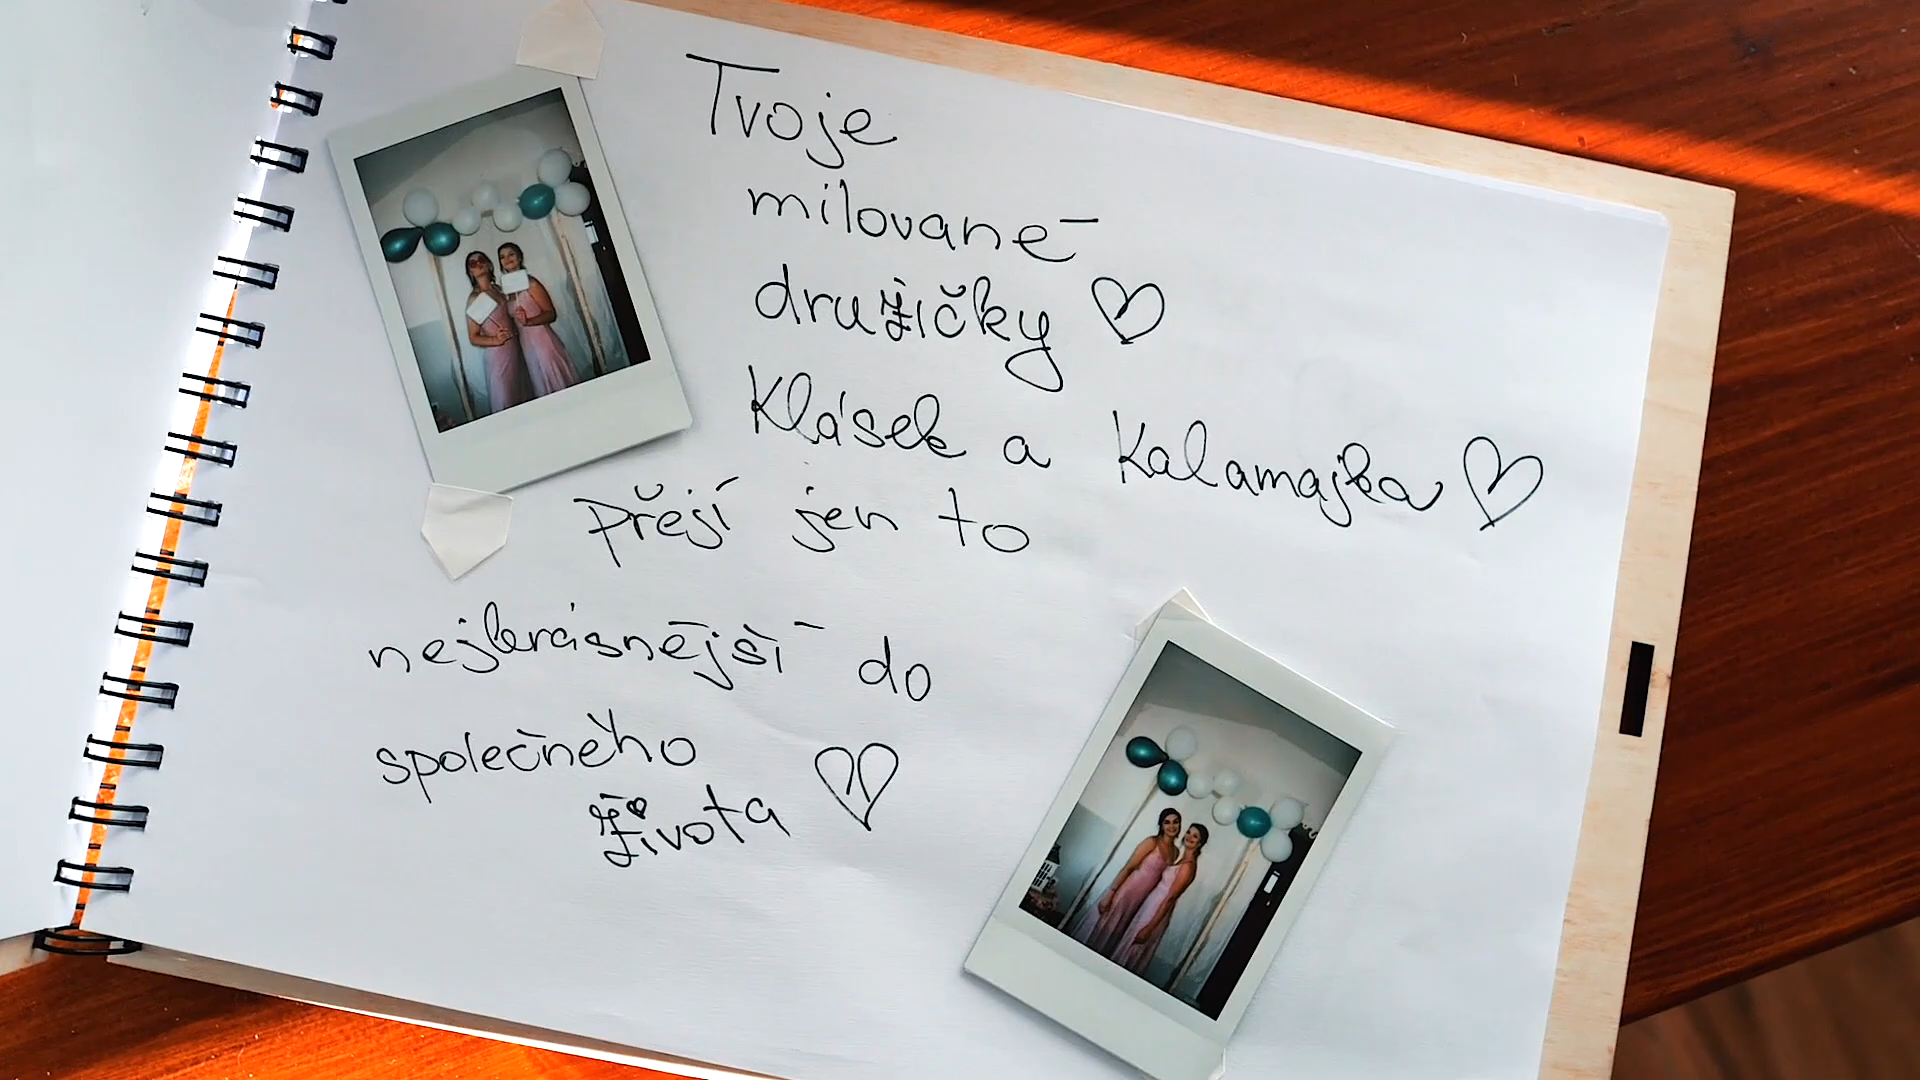 Tvoje
milované
družičky ♡
Klásek a Kalamajka ♡
přejí jen to
nejkrásnější do
společného
života ♡